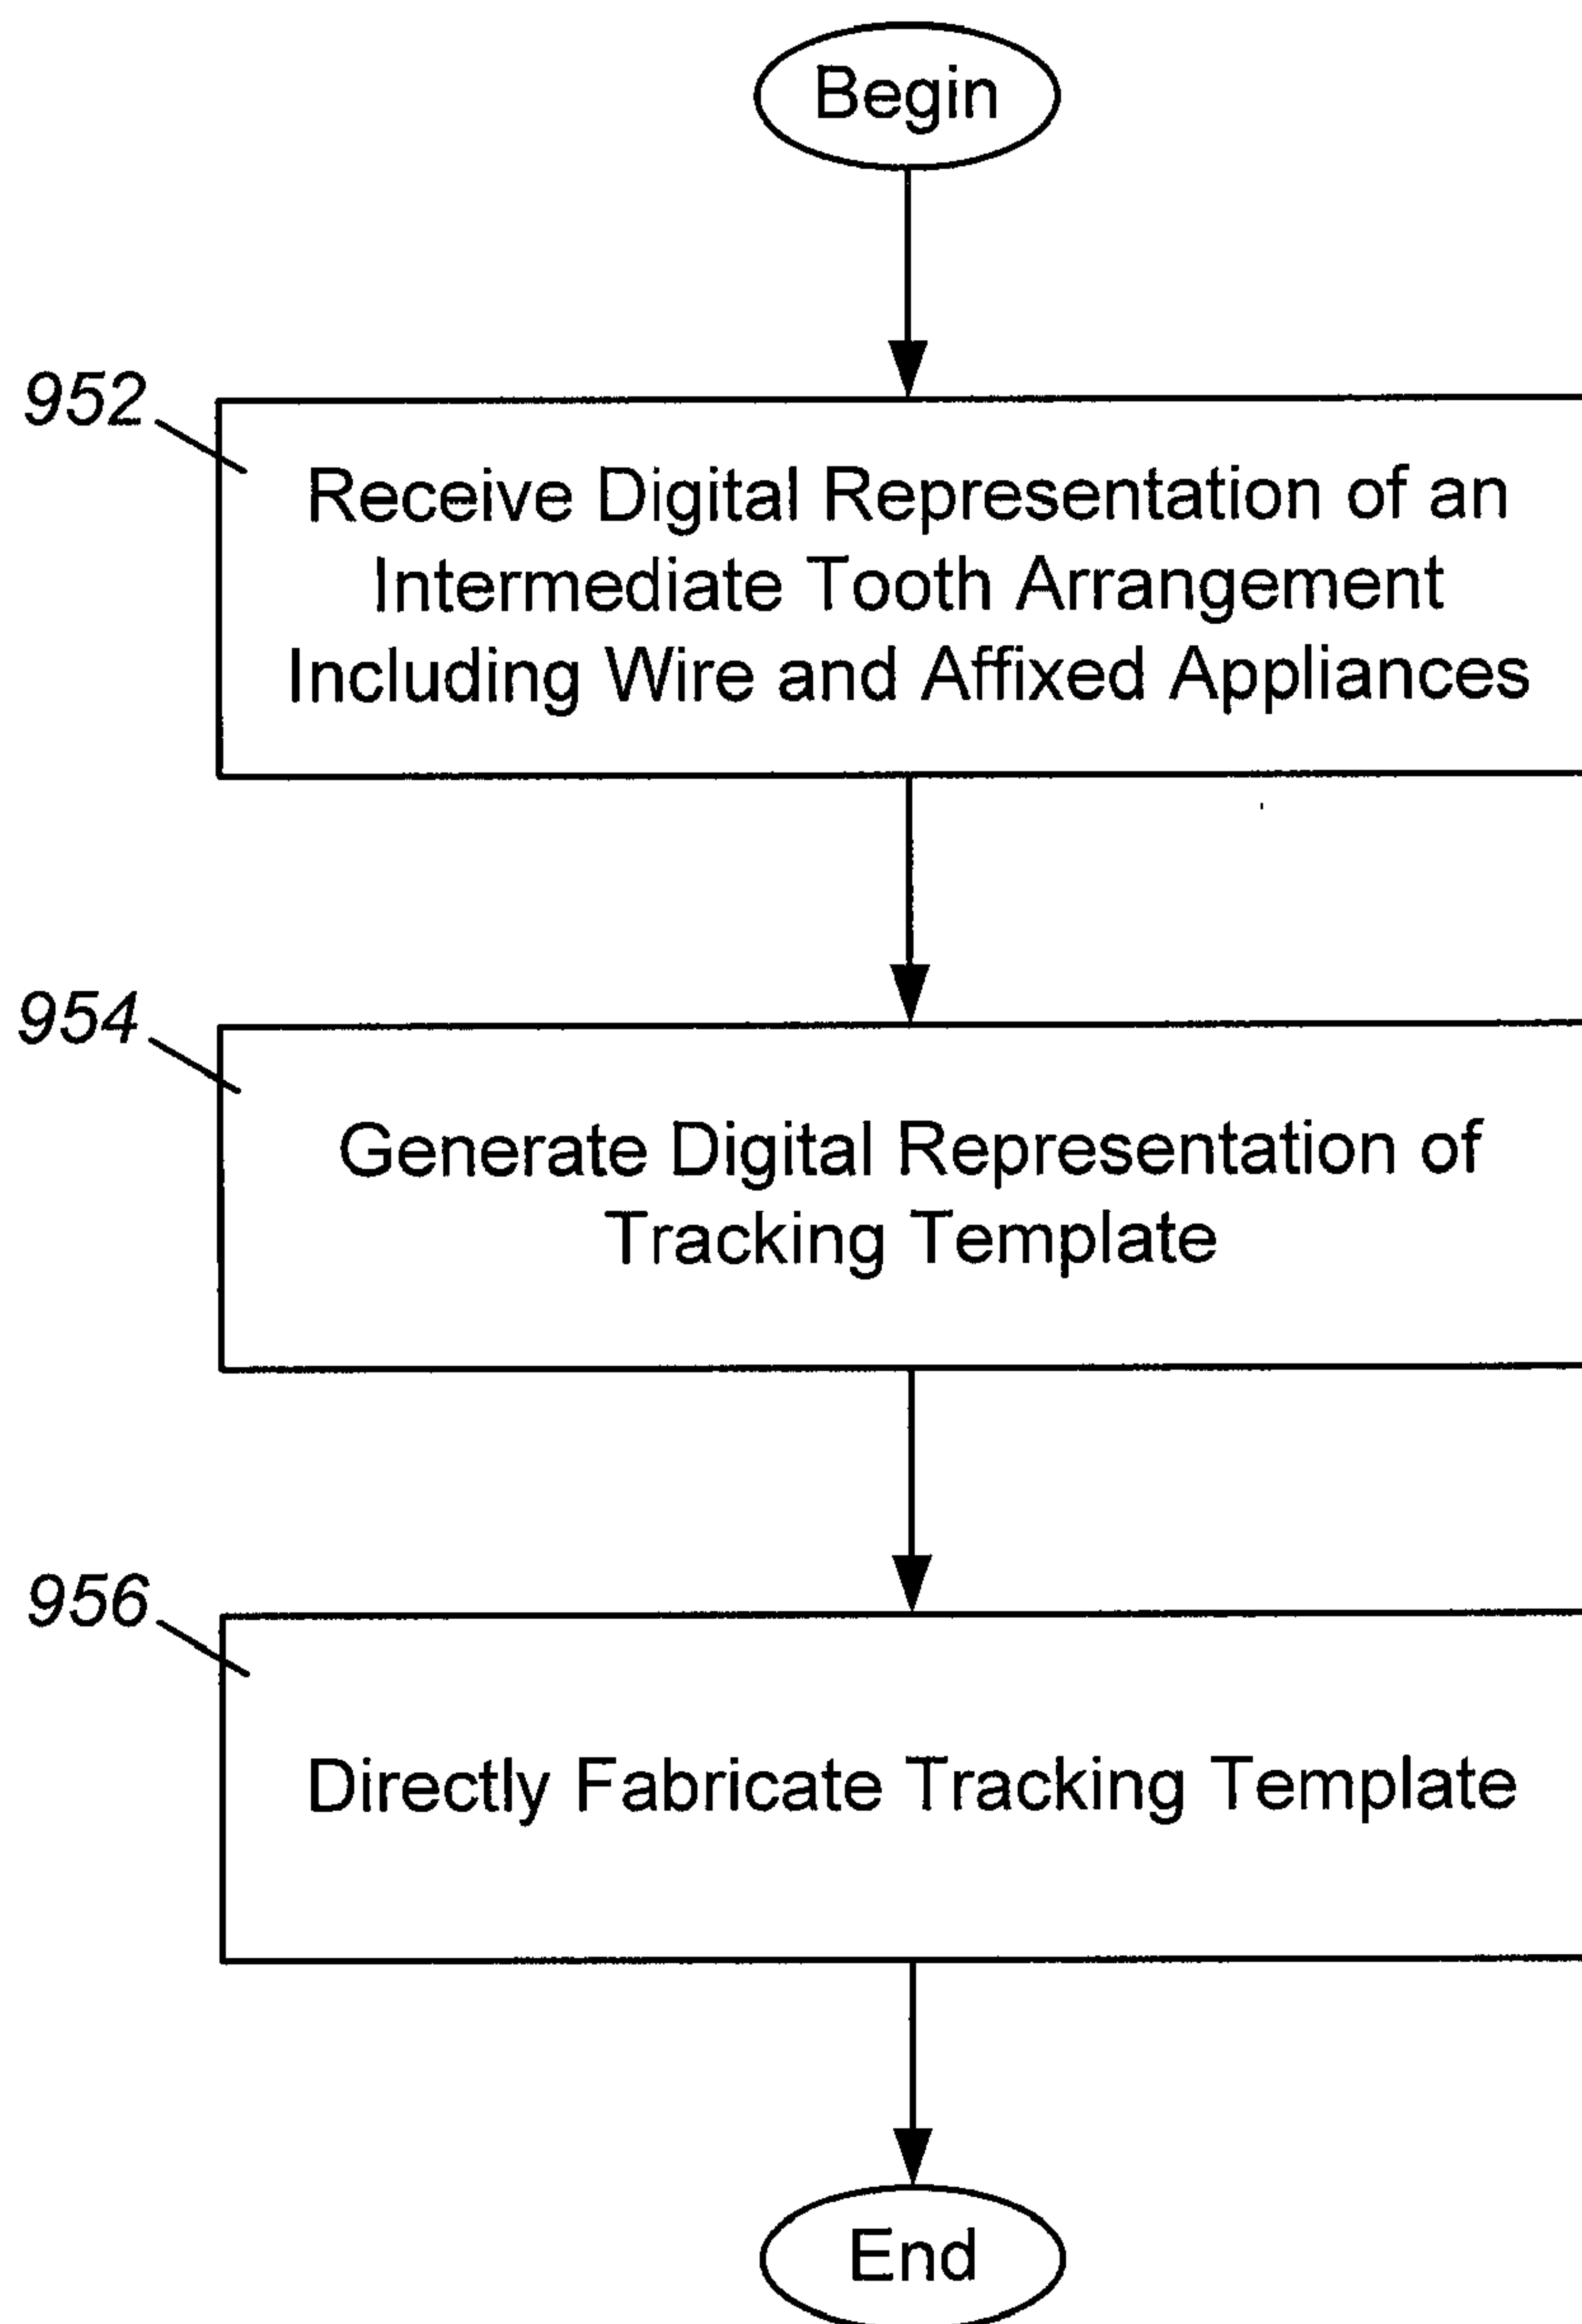 Begin
952
Receive Digital Representation of an
Intermediate Tooth Arrangement
Including Wire and Affixed Appliances
954
Generate Digital Representation of
Tracking Template
956
Directly Fabricate Tracking Template
End